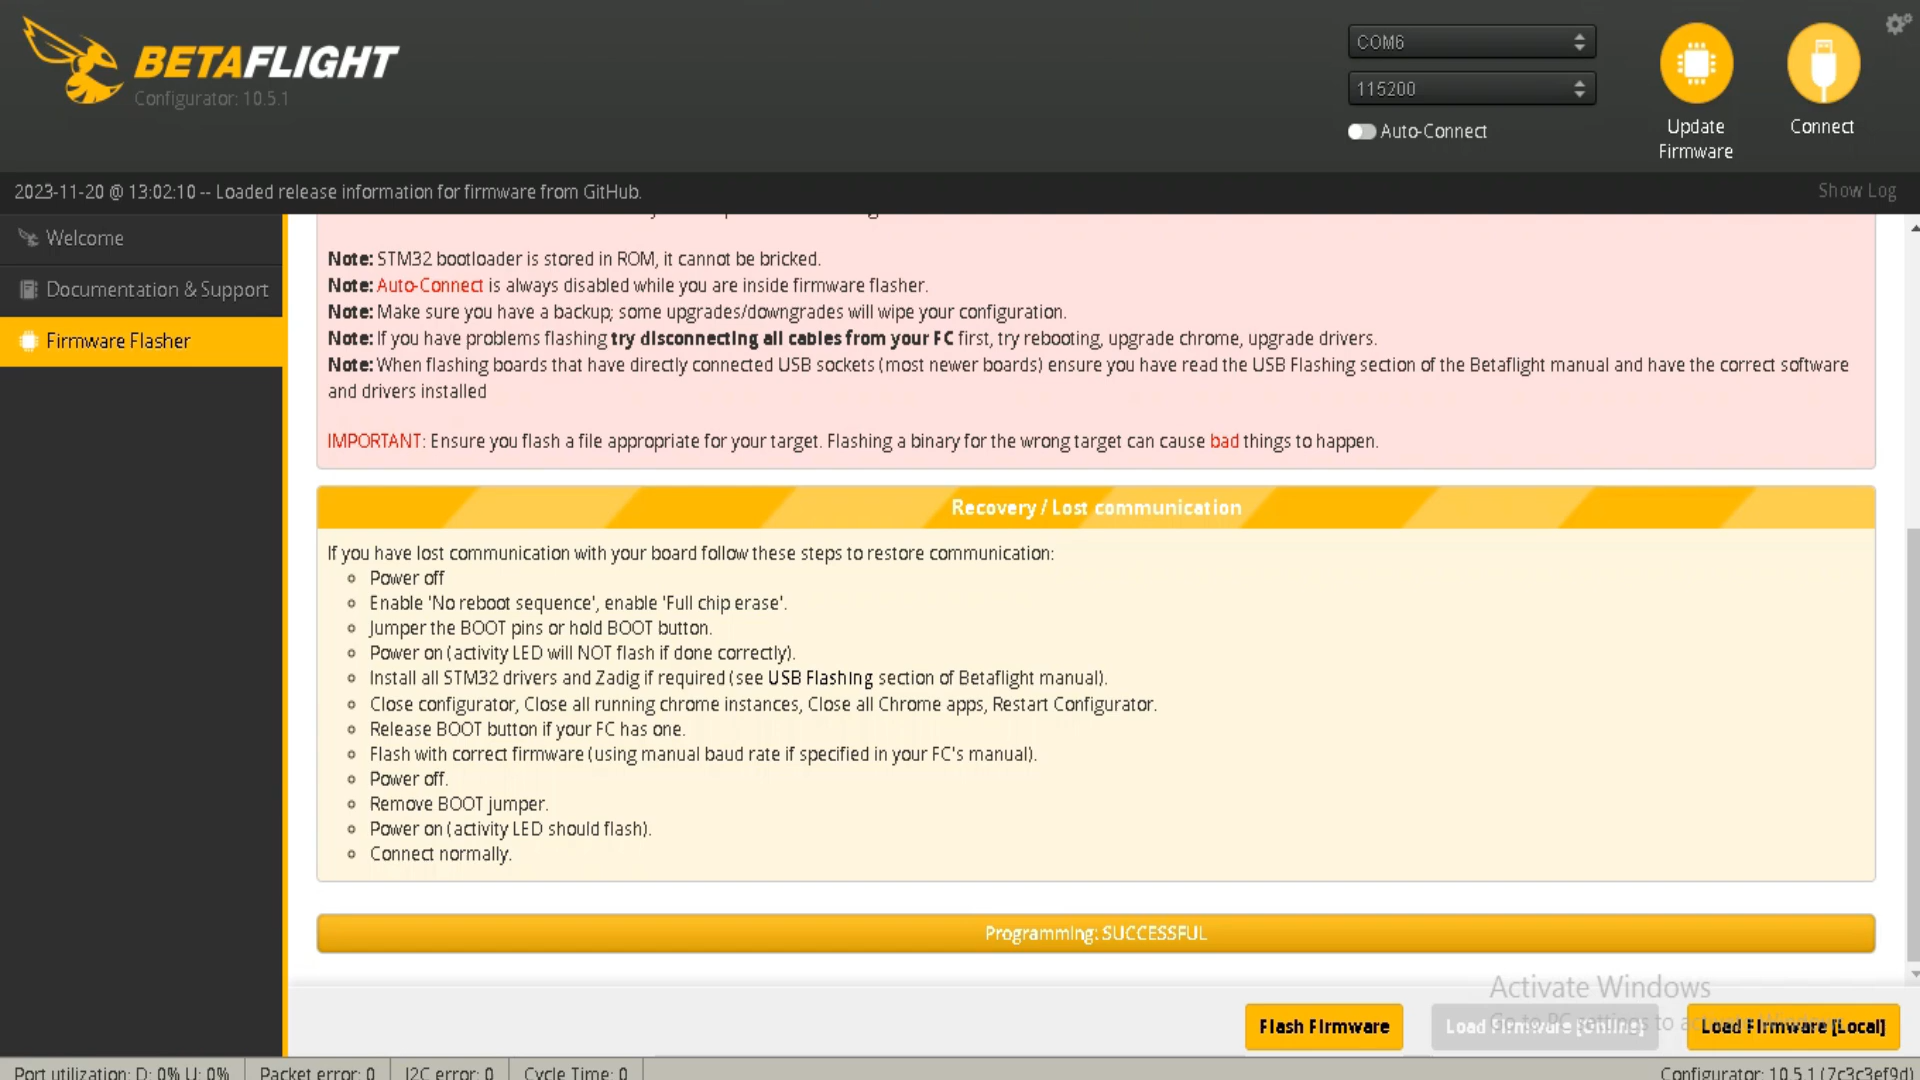 BETAFLIGHT
Configurator: 10.5.1
COM6
115200
Auto-Connect
Update
Firmware
Connect
2023-11-20 @ 13:02:10 -- Loaded release information for firmware from GitHub.
Show Log
Welcome
Documentation & Support
Firmware Flasher
Note: STM32 bootloader is stored in ROM, it cannot be bricked.
Note: Auto-Connect is always disabled while you are inside firmware flasher.
Note: Make sure you have a backup; some upgrades/downgrades will wipe your configuration.
Note: If you have problems flashing try disconnecting all cables from your FC first, try rebooting, upgrade chrome, upgrade drivers.
Note: When flashing boards that have directly connected USB sockets (most newer boards) ensure you have read the USB Flashing section of the Betaflight manual and have the correct software
and drivers installed
IMPORTANT: Ensure you flash a file appropriate for your target. Flashing a binary for the wrong target can cause bad things to happen.
Recovery / Lost communication
If you have lost communication with your board follow these steps to restore communication:
Power off
Enable 'No reboot sequence', enable 'Full chip erase'.
Jumper the BOOT pins or hold BOOT button.
Power on (activity LED will NOT flash if done correctly).
Install all STM32 drivers and Zadig if required (see USB Flashing section of Betaflight manual).
Close configurator, Close all running chrome instances, Close all Chrome apps, Restart Configurator.
Release BOOT button if your FC has one.
Flash with correct firmware (using manual baud rate if specified in your FC's manual).
Power off.
Remove BOOT jumper.
Power on (activity LED should flash).
Connect normally.
Programming: SUCCESSFUL
Activate Windows
Go to PC settings to
Flash Firmware
Load Firmware [Online]
Load Firmware [Local]
Port utilization: D: 0% U: 0%
Packet error: 0
I2C error: 0
Cycle Time: 0
Configurator: 10.5.1 (7c3c3ef9d)